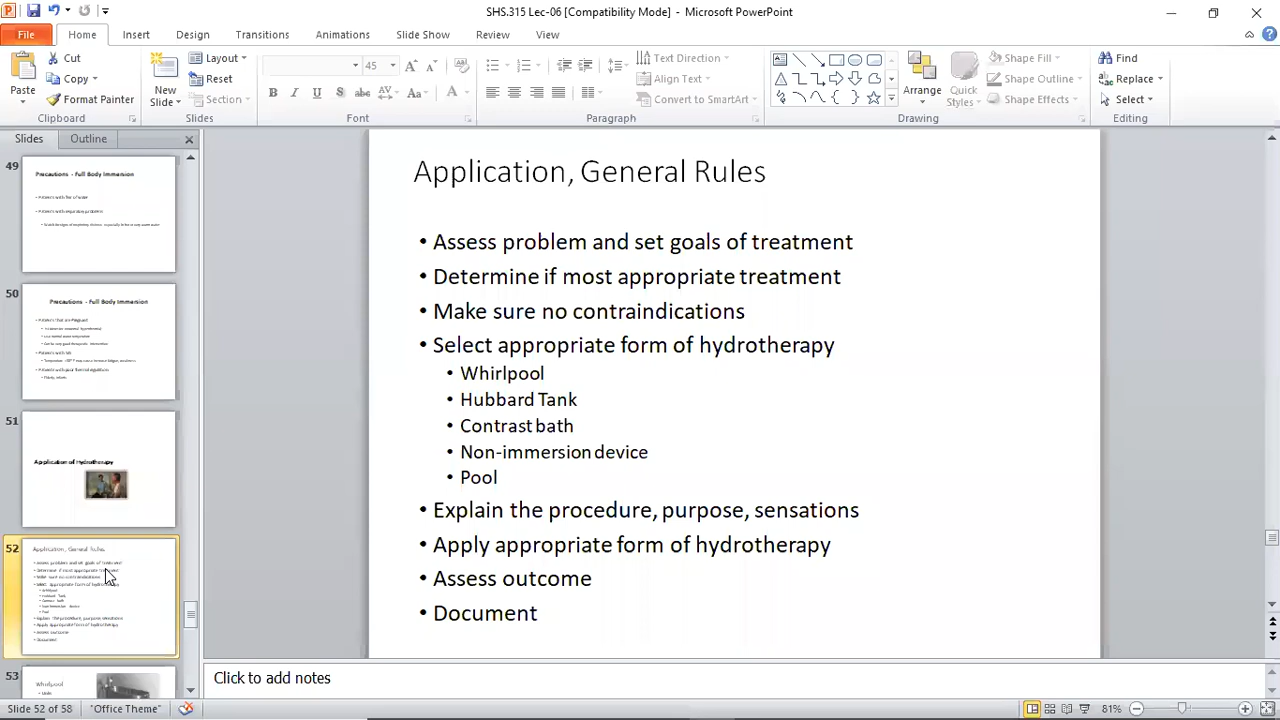 SHS.315 Lec-06 [Compatibility Mode] - Microsoft PowerPoint
File Home Insert Design Transitions Animations Slide Show Review View
Paste
Cut
Copy
Format Painter
Clipboard
New
Slide
Layout
Reset
Section
Slides
45
Font
Text Direction
Align Text
Convert to SmartArt
Paragraph
Arrange
Quick
Styles
Shape Fill
Shape Outline
Shape Effects
Drawing
Find
Replace
Select
Editing
Slides Outline
49
Precautions - Full Body Immersion
50
Precautions - Full Body Immersion
51
Application of Hydrotherapy
52
Application, General Rules
53
Whirlpool
Application, General Rules
• Assess problem and set goals of treatment
• Determine if most appropriate treatment
• Make sure no contraindications
• Select appropriate form of hydrotherapy
• Whirlpool
• Hubbard Tank
• Contrast bath
• Non-immersion device
• Pool
• Explain the procedure, purpose, sensations
• Apply appropriate form of hydrotherapy
• Assess outcome
• Document
Click to add notes
Slide 52 of 58 "Office Theme" 81%